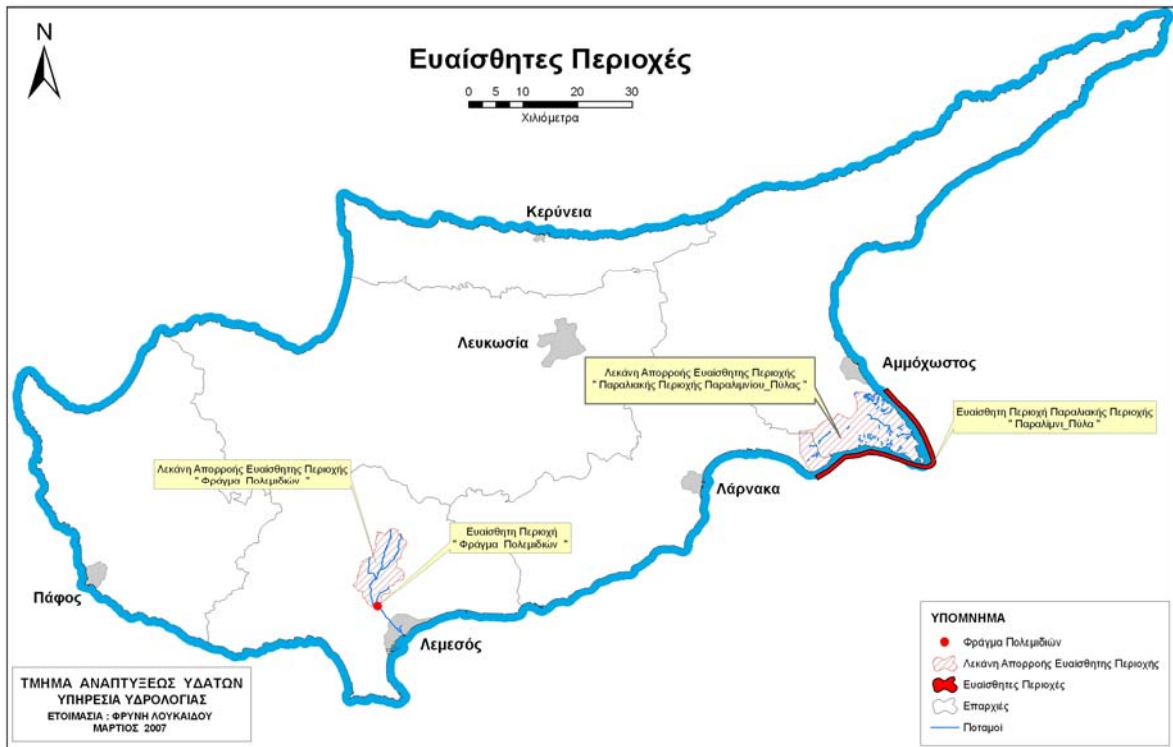 N
Ευαίσθητες Περιοχές
0 5 10 20 30
Χιλιόμετρα
Κερύνεια
Λευκωσία
Αμμόχωστος
Λεκάνη Απορροής Ευαίσθητης Περιοχής
" Παραλιακής Περιοχής Παραλιμνίου_Πύλας "
Ευαίσθητη Περιοχή Παραλιακής Περιοχής
" Παραλίμνι_Πύλα "
Λεκάνη Απορροής Ευαίσθητης Περιοχής
" Φράγμα Πολεμιδιών "
Λάρνακα
Ευαίσθητη Περιοχή
" Φράγμα Πολεμιδιών "
Πάφος
Λεμεσός
ΤΜΗΜΑ ΑΝΑΠΤΥΞΕΩΣ ΥΔΑΤΩΝ
ΥΠΗΡΕΣΙΑ ΥΔΡΟΛΟΓΙΑΣ
ΕΤΟΙΜΑΣΙΑ : ΦΡΥΝΗ ΛΟΥΚΑΙΔΟΥ
ΜΑΡΤΙΟΣ 2007
ΥΠΟΜΝΗΜΑ
Φράγμα Πολεμιδιών
Λεκάνη Απορροής Ευαίσθητης Περιοχής
Ευαίσθητες Περιοχές
Επαρχιές
Ποταμοί